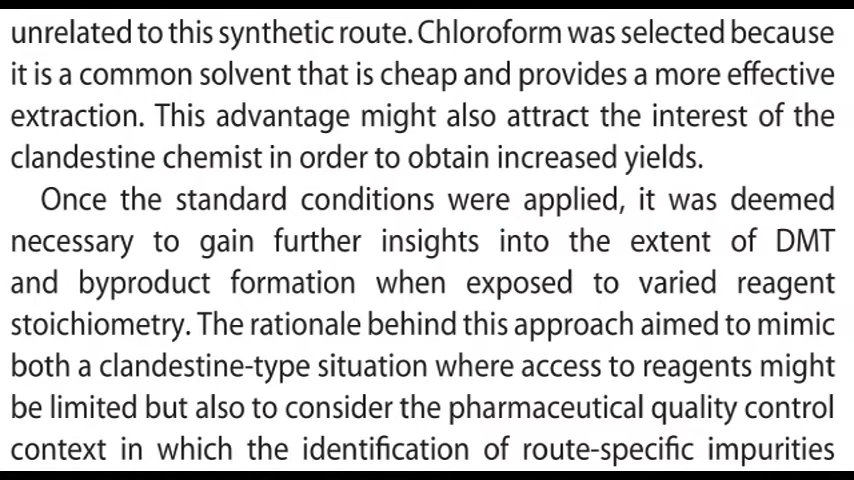 unrelated to this synthetic route. Chloroform was selected because
it is a common solvent that is cheap and provides a more effective
extraction. This advantage might also attract the interest of the
clandestine chemist in order to obtain increased yields.
Once the standard conditions were applied, it was deemed
necessary to gain further insights into the extent of DMT
and byproduct formation when exposed to varied reagent
stoichiometry. The rationale behind this approach aimed to mimic
both a clandestine-type situation where access to reagents might
be limited but also to consider the pharmaceutical quality control
context in which the identification of route-specific impurities